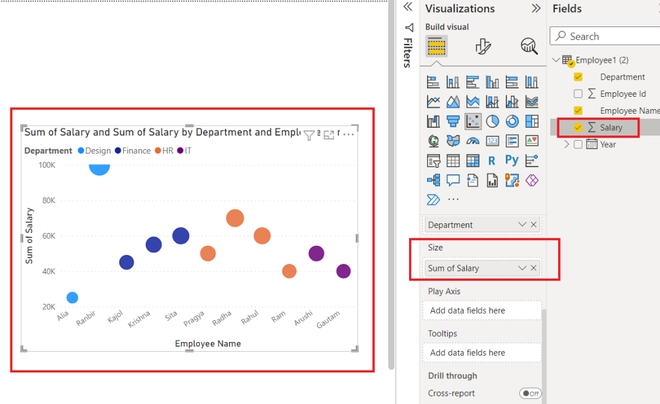 Sum of Salary and Sum of Salary by Department and Emplo
Department Design Finance HR IT
100K
80K
60K
40K
20K
Sum of Salary
Alia
Ranbir
Kajol
Krishna
Sita
Pragya
Radha
Rahul
Ram
Arushi
Gautam
Employee Name
Filters
Visualizations
Build visual
R
Py
Department
Size
Sum of Salary
Play Axis
Add data fields here
Tooltips
Add data fields here
Drill through
Cross-report Off
Fields
Search
Employee1 (2)
Department
Employee Id
Employee Name
Salary
Year